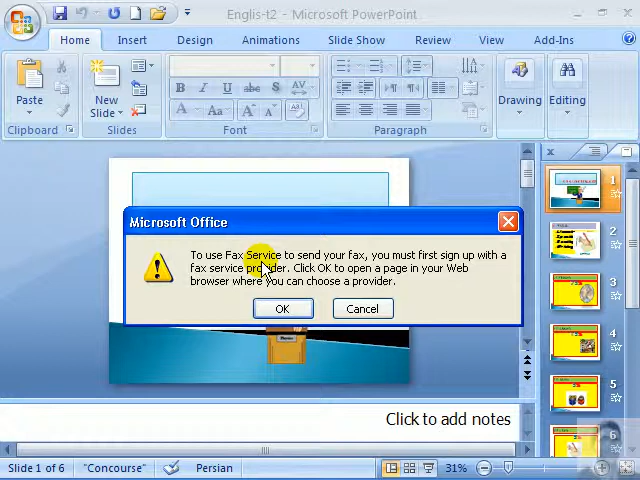 Englis-t2 - Microsoft PowerPoint
Home Insert Design Animations Slide Show Review View Add-Ins
Paste
New
Slide
Drawing
Editing
Clipboard Slides Font Paragraph
Microsoft Office
To use Fax Service to send your fax, you must first sign up with a
fax service provider. Click OK to open a page in your Web
browser where you can choose a provider.
OK Cancel
1
2
3
4
5
6
Click to add notes
Slide 1 of 6 "Concourse" Persian 31%